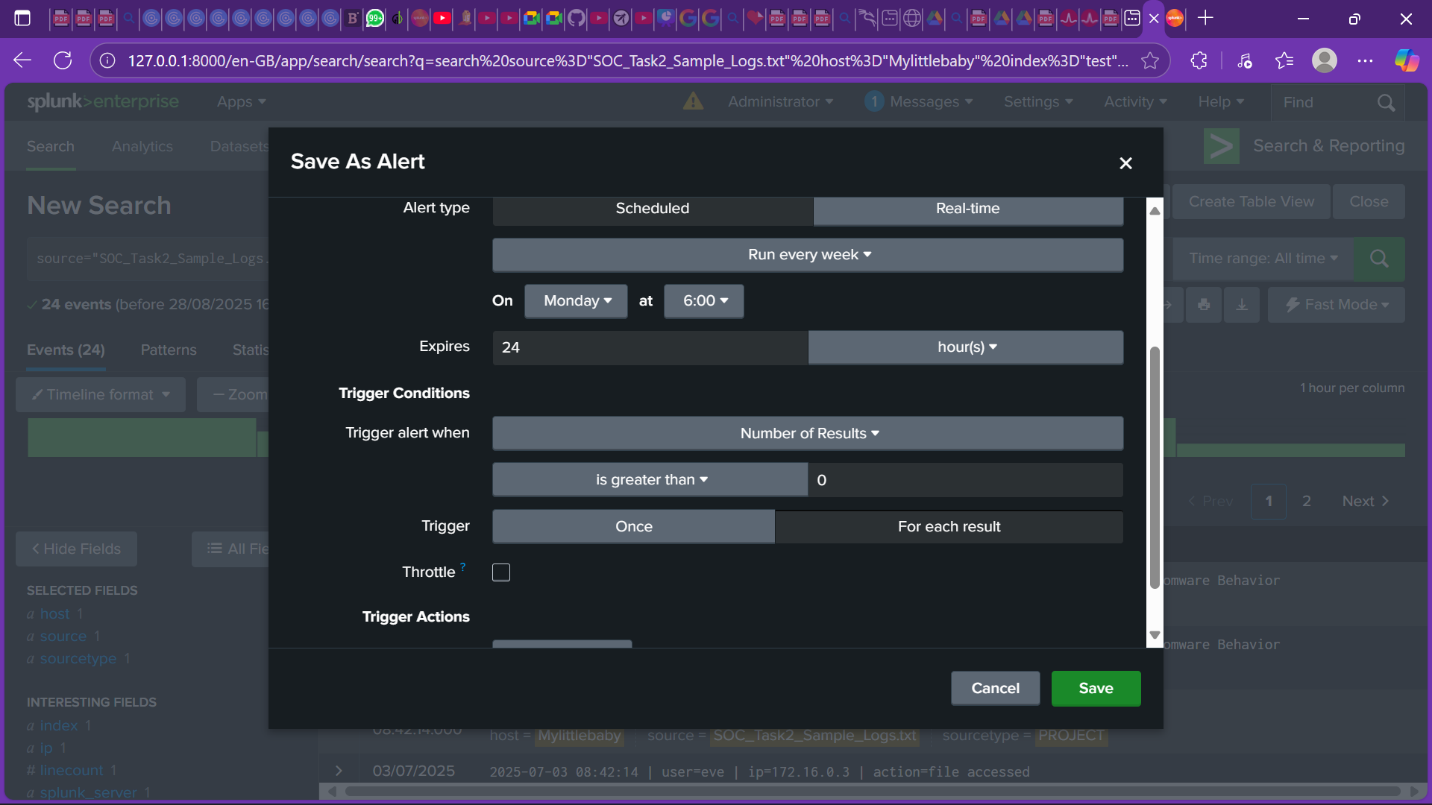 99+
127.0.0.1:8000/en-GB/app/search/search?q=search%20source%3D"SOC_Task2_Sample_Logs.txt"%20host%3D"Mylittlebaby"%20index%3D"test"...
splunk>enterprise Apps Administrator 1 Messages Settings Activity Help Find
Search Analytics Datasets Search & Reporting
Save As Alert
New Search Create Table View Close
Alert type Scheduled Real-time
source="SOC_Task2_Sample_Logs. Run every week Time range: All time
24 events (before 28/08/2025 16 On Monday at 6:00 Fast Mode
Events (24) Patterns Statis Expires 24 hour(s)
Timeline format Zoom Trigger Conditions 1 hour per column
Trigger alert when Number of Results
is greater than 0
Prev 1 2 Next
Trigger Once For each result
Hide Fields All Fie
Throttle ?
SELECTED FIELDS omware Behavior
a host 1
Trigger Actions
a source 1 omware Behavior
a sourcetype 1
Cancel Save
INTERESTING FIELDS
a index 1 08:42:14.000 host = Mylittlebaby source = SOC_Task2_Sample_Logs.txt sourcetype = PROJECT
a ip 1
# linecount 1 03/07/2025 2025-07-03 08:42:14 | user=eve | ip=172.16.0.3 | action=file accessed
a splunk_server 1